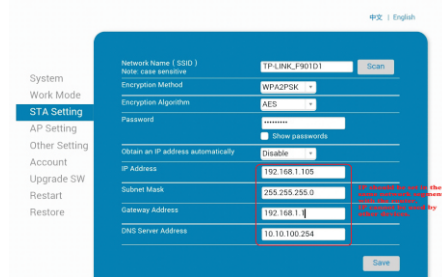 中文 | English
System
Work Mode
STA Setting
AP Setting
Other Setting
Account
Upgrade SW
Restart
Restore
Network Name ( SSID )
Note: case sensitive
TP-LINK_F901D1
Scan
Encryption Method
WPA2PSK
Encryption Algorithm
AES
Password
•••••••••
Show passwords
Obtain an IP address automatically
Disable
IP Address
192.168.1.105
Subnet Mask
255.255.255.0
Gateway Address
192.168.1.1
DNS Server Address
10.10.100.254
Save